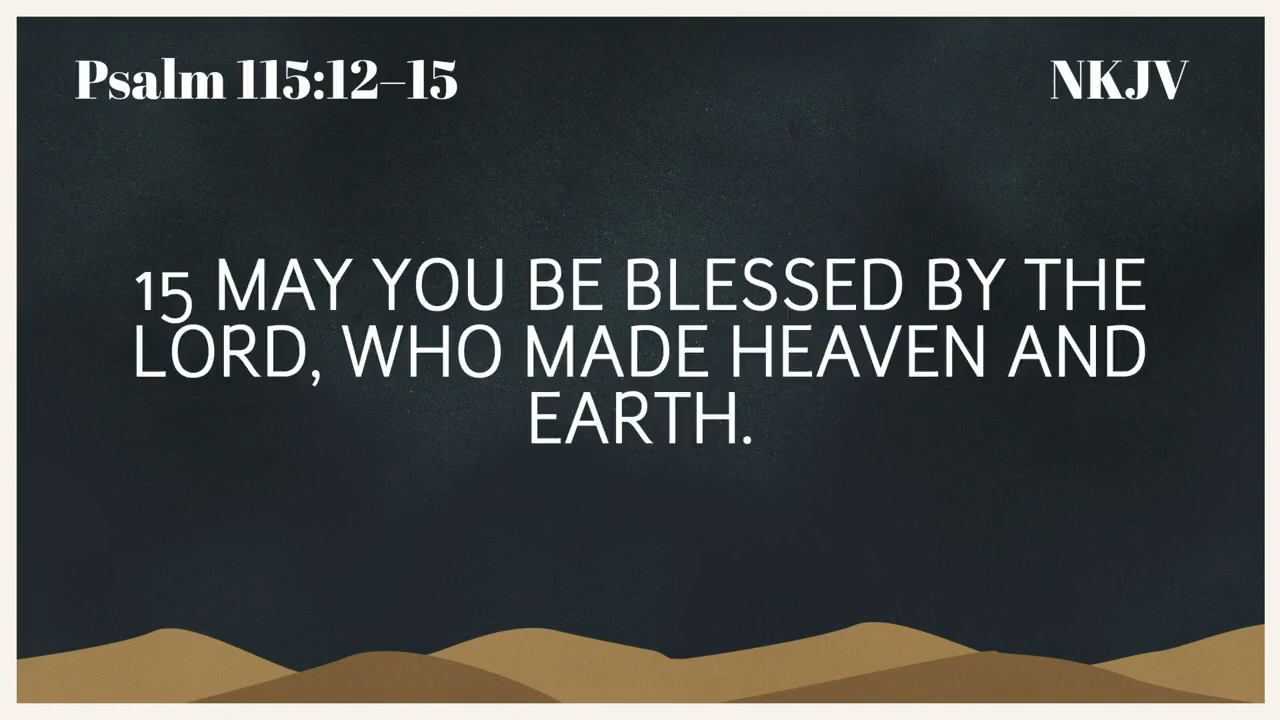 Psalm 115:12–15
NKJV
15 MAY YOU BE BLESSED BY THE
LORD, WHO MADE HEAVEN AND
EARTH.